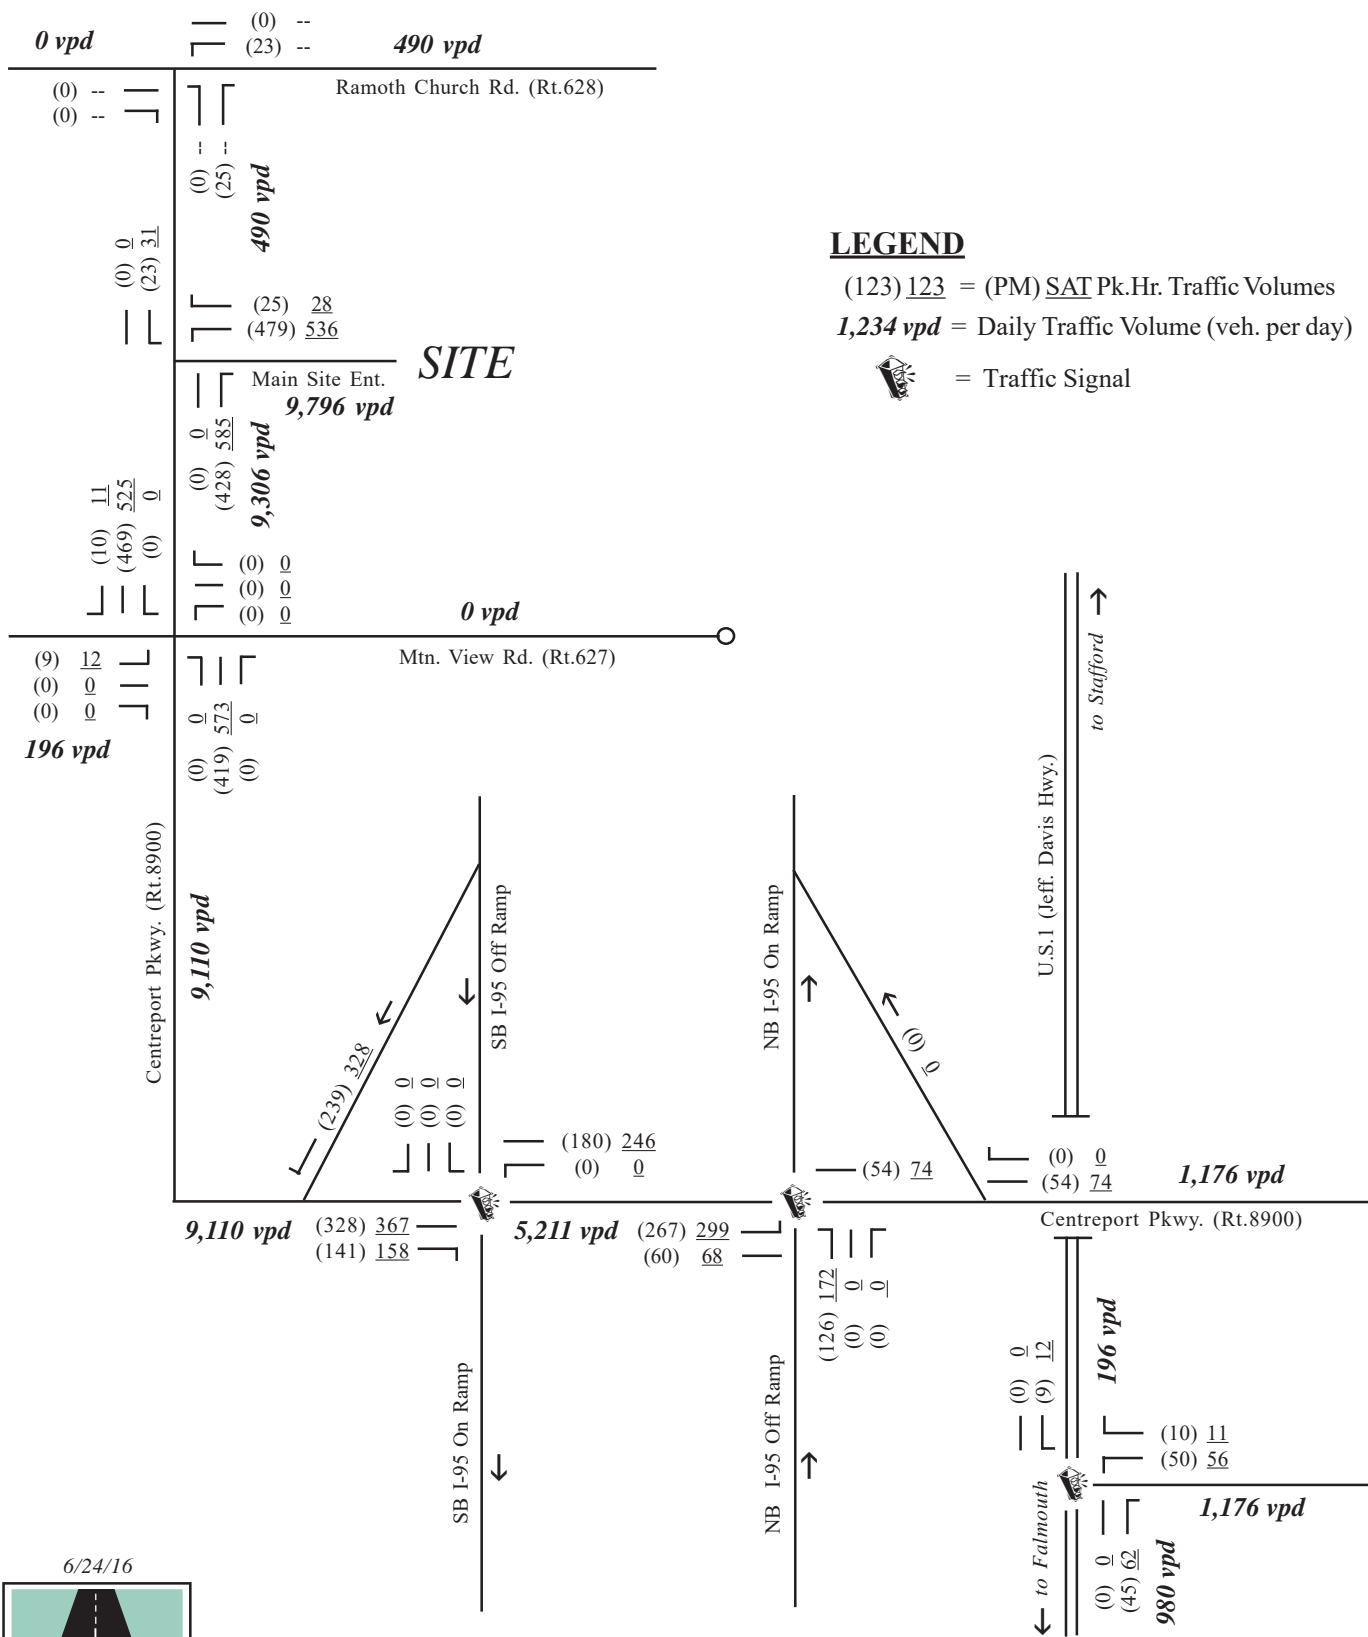 (0) --
0 vpd
(23) --
490 vpd
Ramoth Church Rd. (Rt.628)
(0) --
(0) --
(0) --
(25) --
490 vpd
(0) 0
(23) 31
LEGEND
(123) 123 = (PM) SAT Pk.Hr. Traffic Volumes
1,234 vpd = Daily Traffic Volume (veh. per day)
= Traffic Signal
(25) 28
(479) 536
SITE
Main Site Ent.
9,796 vpd
(0) 0
(428) 585
9,306 vpd
(10) 11
(469) 525
(0) 0
(0) 0
(0) 0
(0) 0
0 vpd
Mtn. View Rd. (Rt.627)
(9) 12
(0) 0
(0) 0
196 vpd
(0) 0
(419) 573
(0) 0
Centreport Pkwy. (Rt.8900)
9,110 vpd
SB I-95 Off Ramp
NB I-95 On Ramp
U.S.1 (Jeff. Davis Hwy.)
to Stafford
(239) 328
(0) 0
(0) 0
(0) 0
(0) 0
(180) 246
(0) 0
(54) 74
(0) 0
(54) 74
1,176 vpd
Centreport Pkwy. (Rt.8900)
9,110 vpd
(328) 367
(141) 158
5,211 vpd
(267) 299
(60) 68
(126) 172
(0) 0
(0) 0
SB I-95 On Ramp
NB I-95 Off Ramp
(0) 0
(9) 12
196 vpd
(10) 11
(50) 56
1,176 vpd
to Falmouth
(0) 0
(45) 62
980 vpd
6/24/16